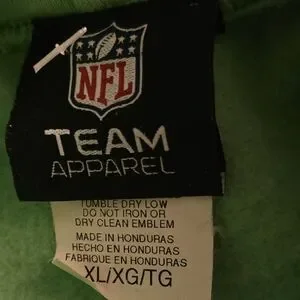 NFL
TEAM
APPAREL
TUMBLE DRY LOW
DO NOT IRON OR
DRY CLEAN EMBLEM
MADE IN HONDURAS
HECHO EN HONDURAS
FABRIQUE EN HONDURAS
XL/XG/TG